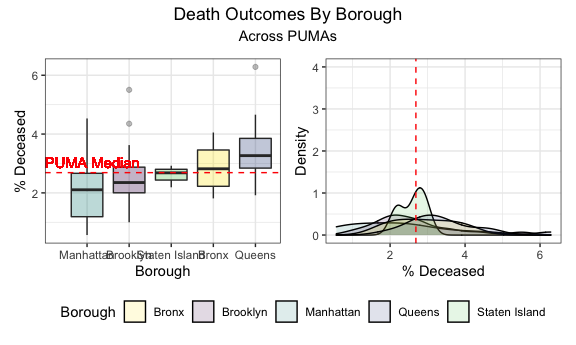 Death Outcomes By Borough
Across PUMAs
% Deceased
6
4
2
PUMA Median
Manhattan Brooklyn Staten Island Bronx Queens
Borough
Density
4
3
2
1
0
2 4 6
% Deceased
Borough Bronx Brooklyn Manhattan Queens Staten Island